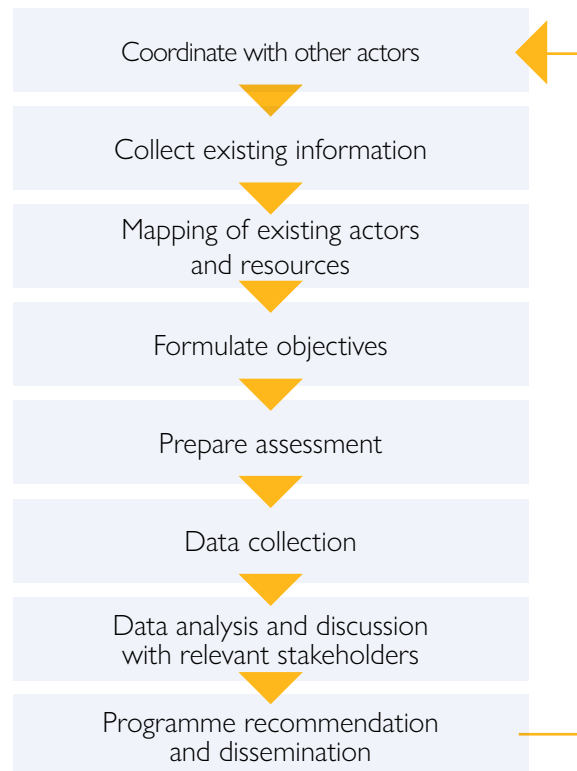 Coordinate with other actors
Collect existing information
Mapping of existing actors
and resources
Formulate objectives
Prepare assessment
Data collection
Data analysis and discussion
with relevant stakeholders
Programme recommendation
and dissemination